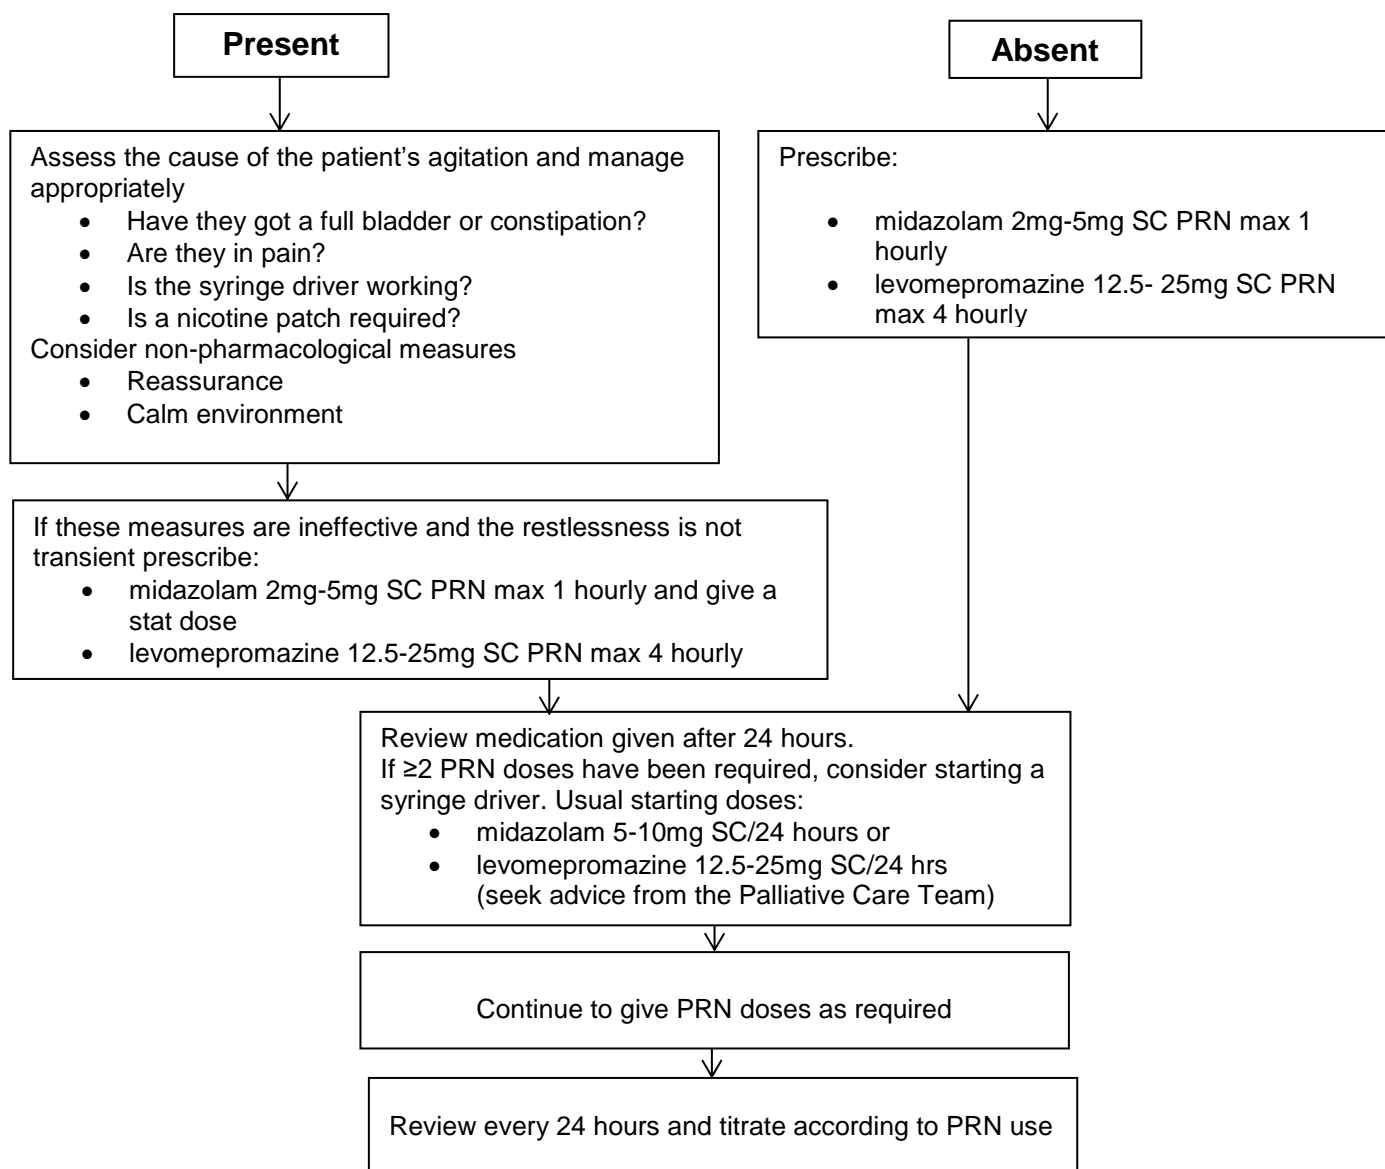 Present
Absent
Assess the cause of the patient’s agitation and manage
appropriately
• Have they got a full bladder or constipation?
• Are they in pain?
• Is the syringe driver working?
• Is a nicotine patch required?
Consider non-pharmacological measures
• Reassurance
• Calm environment
Prescribe:
• midazolam 2mg-5mg SC PRN max 1
hourly
• levomepromazine 12.5- 25mg SC PRN
max 4 hourly
If these measures are ineffective and the restlessness is not
transient prescribe:
• midazolam 2mg-5mg SC PRN max 1 hourly and give a
stat dose
• levomepromazine 12.5-25mg SC PRN max 4 hourly
Review medication given after 24 hours.
If ≥2 PRN doses have been required, consider starting a
syringe driver. Usual starting doses:
• midazolam 5-10mg SC/24 hours or
• levomepromazine 12.5-25mg SC/24 hrs
(seek advice from the Palliative Care Team)
Continue to give PRN doses as required
Review every 24 hours and titrate according to PRN use